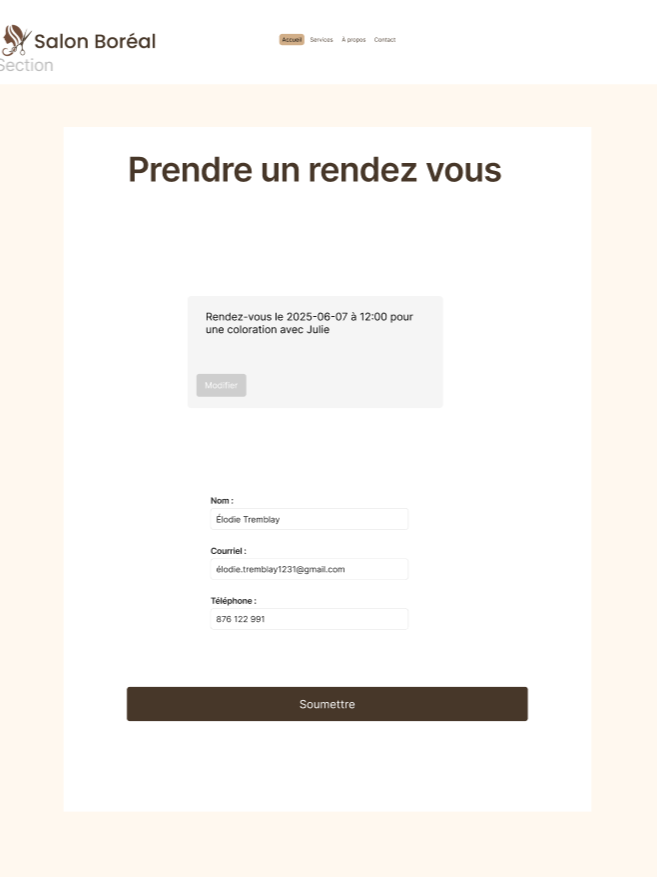 Salon Boréal
Section
Accueil Services À propos Contact
Prendre un rendez vous
Rendez-vous le 2025-06-07 à 12:00 pour
une coloration avec Julie
Modifier
Nom :
Élodie Tremblay
Courriel :
élodie.tremblay1231@gmail.com
Téléphone :
876 122 991
Soumettre